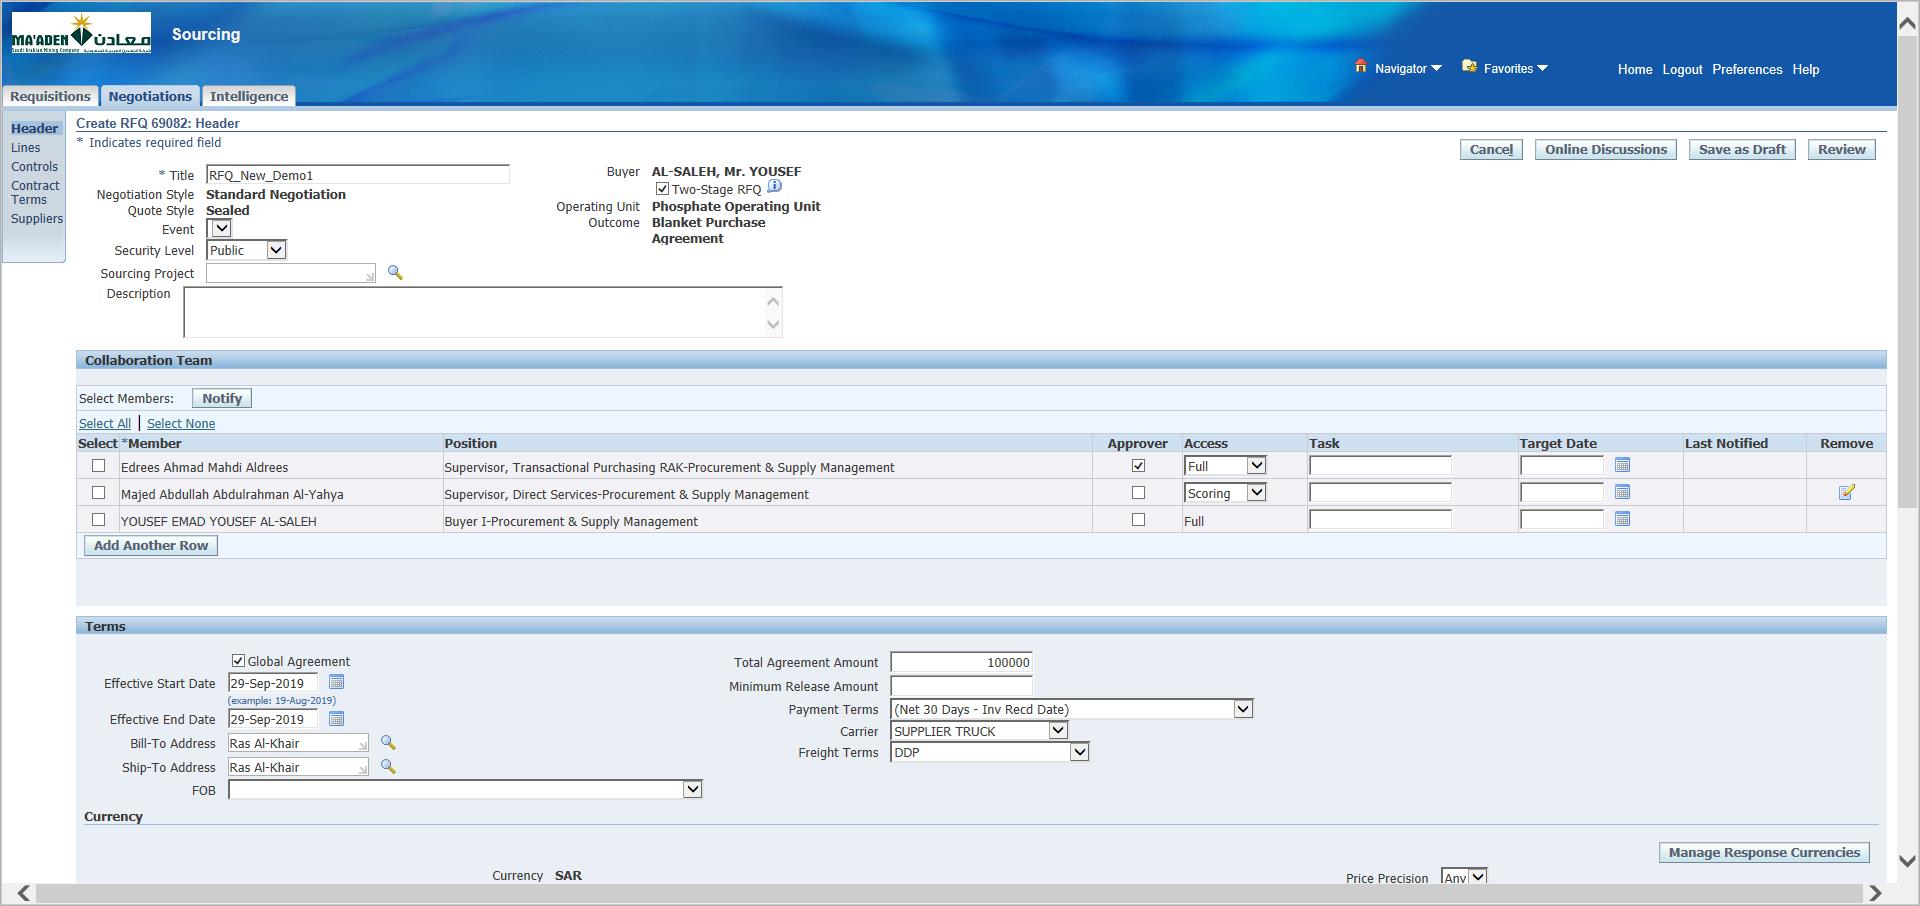 MA'ADEN معادن
Saudi Arabian Mining Company
Sourcing
Navigator
Favorites
Home Logout Preferences Help
Requisitions Negotiations Intelligence
Header
Lines
Controls
Contract
Terms
Suppliers
Create RFQ 69082: Header
* Indicates required field
Cancel Online Discussions Save as Draft Review
* Title RFQ_New_Demo1
Negotiation Style Standard Negotiation
Quote Style Sealed
Event
Security Level Public
Sourcing Project
Description
Buyer AL-SALEH, Mr. YOUSEF
Two-Stage RFQ
Operating Unit Phosphate Operating Unit
Outcome Blanket Purchase
Agreement
Collaboration Team
Select Members: Notify
Select All | Select None
Select *Member Position Approver Access Task Target Date Last Notified Remove
Edrees Ahmad Mahdi Aldrees Supervisor, Transactional Purchasing RAK-Procurement & Supply Management Full
Majed Abdullah Abdulrahman Al-Yahya Supervisor, Direct Services-Procurement & Supply Management Scoring
YOUSEF EMAD YOUSEF AL-SALEH Buyer I-Procurement & Supply Management Full
Add Another Row
Terms
Global Agreement
Effective Start Date 29-Sep-2019
(example: 19-Aug-2019)
Effective End Date 29-Sep-2019
Bill-To Address Ras Al-Khair
Ship-To Address Ras Al-Khair
FOB
Total Agreement Amount 100000
Minimum Release Amount
Payment Terms (Net 30 Days - Inv Recd Date)
Carrier SUPPLIER TRUCK
Freight Terms DDP
Currency
Manage Response Currencies
Currency SAR
Price Precision Any